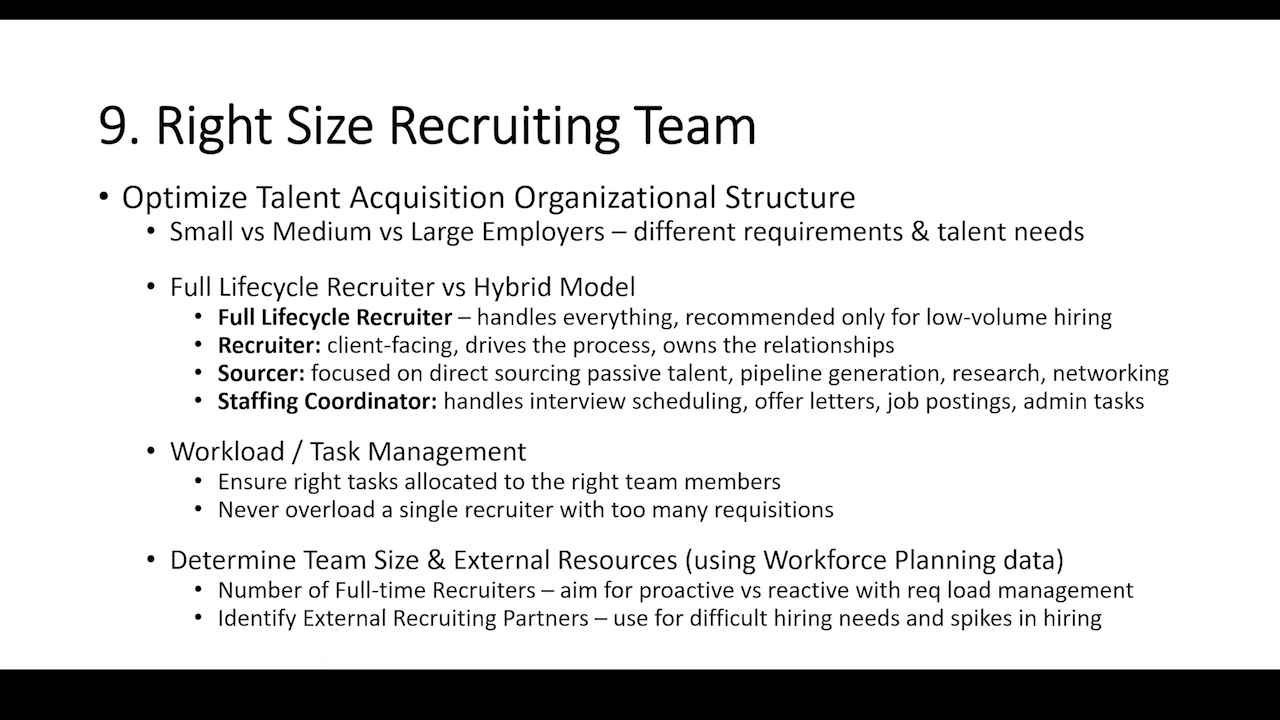 9. Right Size Recruiting Team
• Optimize Talent Acquisition Organizational Structure
• Small vs Medium vs Large Employers – different requirements & talent needs
• Full Lifecycle Recruiter vs Hybrid Model
• Full Lifecycle Recruiter – handles everything, recommended only for low-volume hiring
• Recruiter: client-facing, drives the process, owns the relationships
• Sourcer: focused on direct sourcing passive talent, pipeline generation, research, networking
• Staffing Coordinator: handles interview scheduling, offer letters, job postings, admin tasks
• Workload / Task Management
• Ensure right tasks allocated to the right team members
• Never overload a single recruiter with too many requisitions
• Determine Team Size & External Resources (using Workforce Planning data)
• Number of Full-time Recruiters – aim for proactive vs reactive with req load management
• Identify External Recruiting Partners – use for difficult hiring needs and spikes in hiring